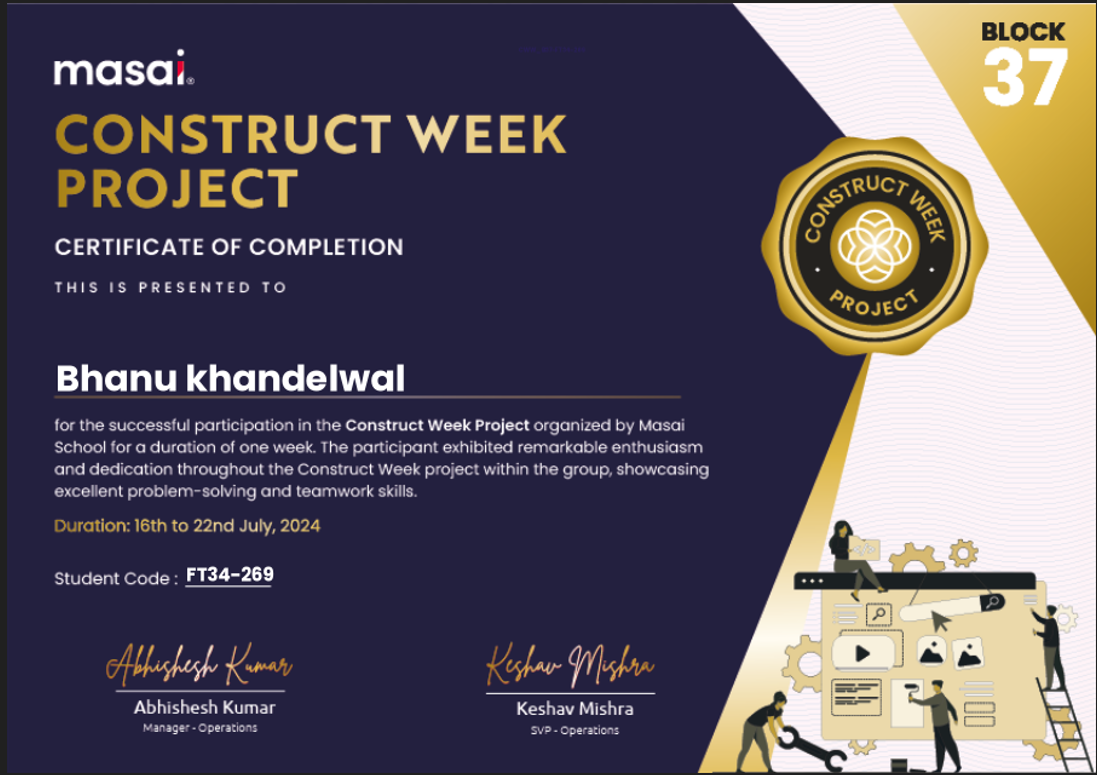 masai®
BLOCK
37
CONSTRUCT WEEK
PROJECT
CERTIFICATE OF COMPLETION
THIS IS PRESENTED TO
CONSTRUCT WEEK
PROJECT
Bhanu khandelwal
for the successful participation in the Construct Week Project organized by Masai
School for a duration of one week. The participant exhibited remarkable enthusiasm
and dedication throughout the Construct Week project within the group, showcasing
excellent problem-solving and teamwork skills.
Duration: 16th to 22nd July, 2024
Student Code : FT34-269
Abhishesh Kumar
Abhishesh Kumar
Manager - Operations
Keshav Mishra
Keshav Mishra
SVP - Operations